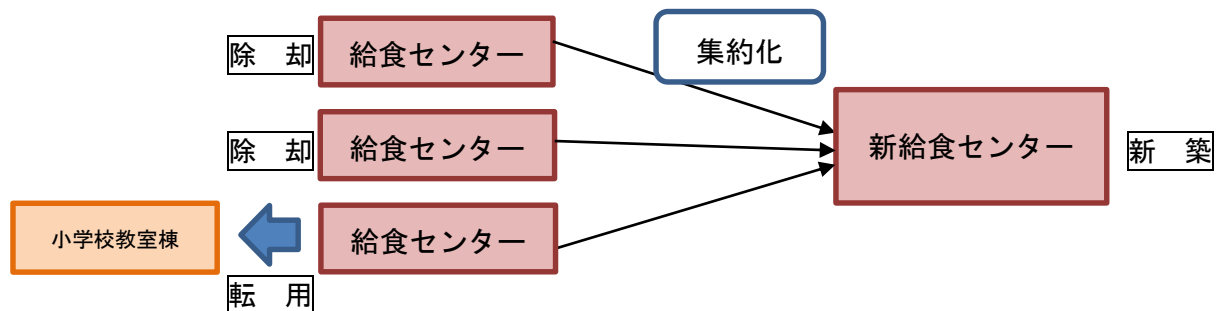 除　却
給食センター
集約化
除　却
給食センター
新給食センター
新　築
小学校教室棟
給食センター
転　用